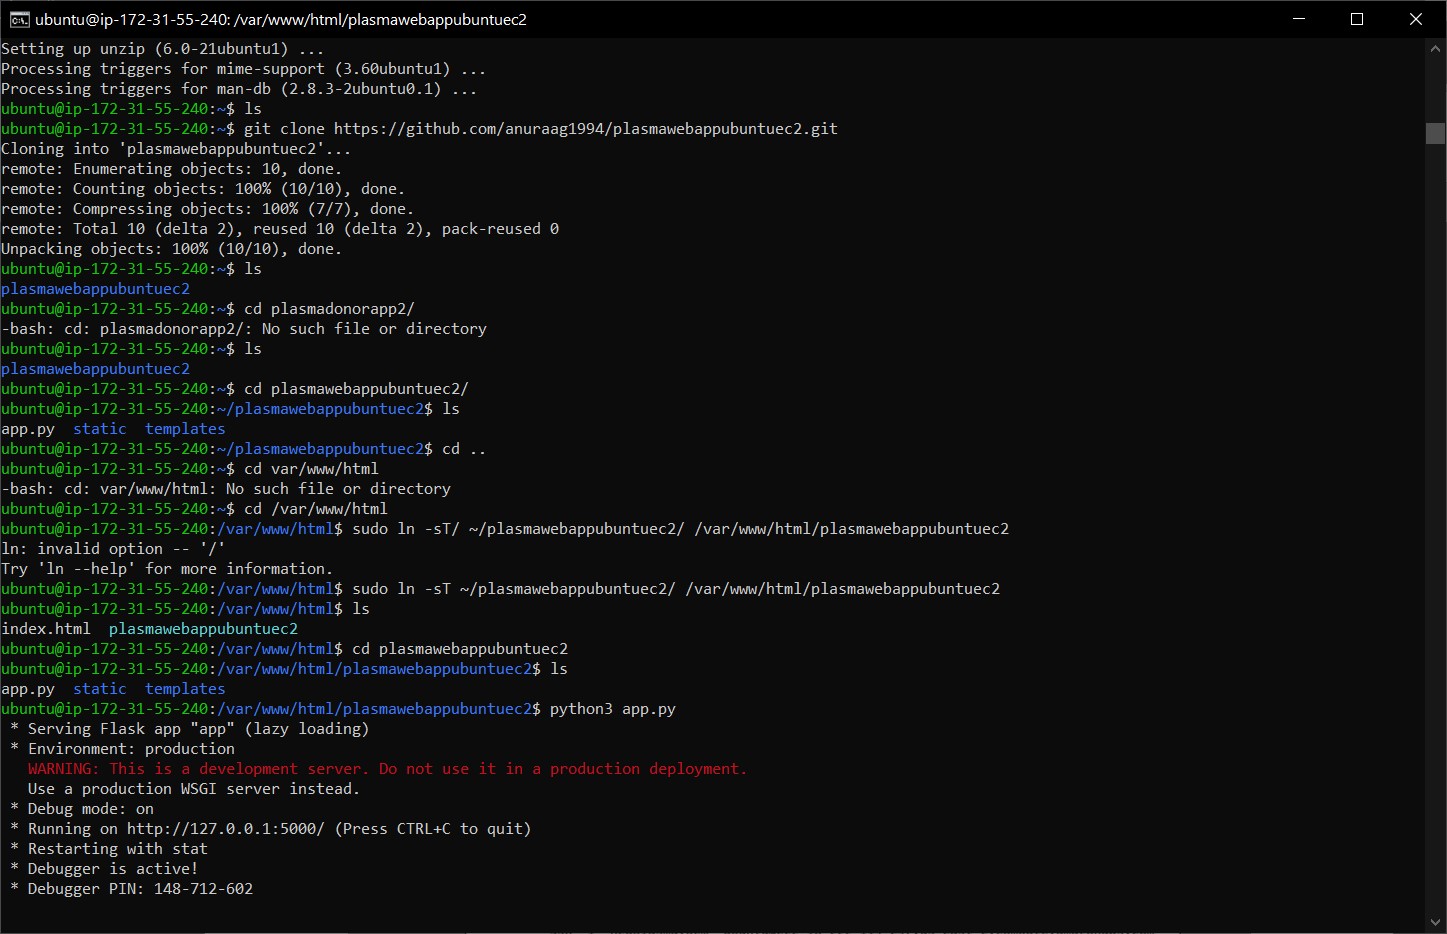 ubuntu@ip-172-31-55-240: /var/www/html/plasmawebappubuntuec2
Setting up unzip (6.0-21ubuntu1) ...
Processing triggers for mime-support (3.60ubuntu1) ...
Processing triggers for man-db (2.8.3-2ubuntu0.1) ...
ubuntu@ip-172-31-55-240:~$ ls
ubuntu@ip-172-31-55-240:~$ git clone https://github.com/anuraag1994/plasmawebappubuntuec2.git
Cloning into 'plasmawebappubuntuec2'...
remote: Enumerating objects: 10, done.
remote: Counting objects: 100% (10/10), done.
remote: Compressing objects: 100% (7/7), done.
remote: Total 10 (delta 2), reused 10 (delta 2), pack-reused 0
Unpacking objects: 100% (10/10), done.
ubuntu@ip-172-31-55-240:~$ ls
plasmawebappubuntuec2
ubuntu@ip-172-31-55-240:~$ cd plasmadonorapp2/
-bash: cd: plasmadonorapp2/: No such file or directory
ubuntu@ip-172-31-55-240:~$ ls
plasmawebappubuntuec2
ubuntu@ip-172-31-55-240:~$ cd plasmawebappubuntuec2/
ubuntu@ip-172-31-55-240:~/plasmawebappubuntuec2$ ls
app.py  static  templates
ubuntu@ip-172-31-55-240:~/plasmawebappubuntuec2$ cd ..
ubuntu@ip-172-31-55-240:~$ cd var/www/html
-bash: cd: var/www/html: No such file or directory
ubuntu@ip-172-31-55-240:~$ cd /var/www/html
ubuntu@ip-172-31-55-240:/var/www/html$ sudo ln -sT/ ~/plasmawebappubuntuec2/ /var/www/html/plasmawebappubuntuec2
ln: invalid option -- '/'
Try 'ln --help' for more information.
ubuntu@ip-172-31-55-240:/var/www/html$ sudo ln -sT ~/plasmawebappubuntuec2/ /var/www/html/plasmawebappubuntuec2
ubuntu@ip-172-31-55-240:/var/www/html$ ls
index.html  plasmawebappubuntuec2
ubuntu@ip-172-31-55-240:/var/www/html$ cd plasmawebappubuntuec2
ubuntu@ip-172-31-55-240:/var/www/html/plasmawebappubuntuec2$ ls
app.py  static  templates
ubuntu@ip-172-31-55-240:/var/www/html/plasmawebappubuntuec2$ python3 app.py
 * Serving Flask app "app" (lazy loading)
 * Environment: production
   WARNING: This is a development server. Do not use it in a production deployment.
   Use a production WSGI server instead.
 * Debug mode: on
 * Running on http://127.0.0.1:5000/ (Press CTRL+C to quit)
 * Restarting with stat
 * Debugger is active!
 * Debugger PIN: 148-712-602